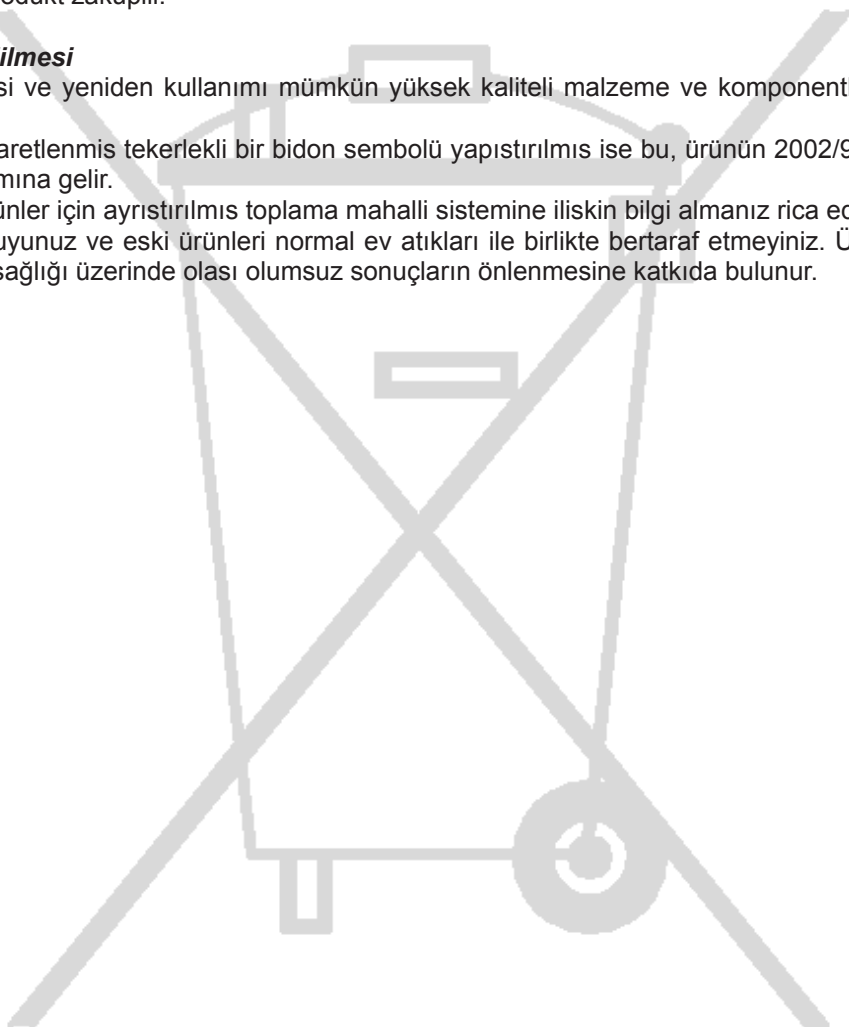 odukt zakupili.
ilmesi
si ve yeniden kullanımı mümkün yüksek kaliteli malzeme ve komponentl
aretlenmis tekerlekli bir bidon sembolü yapıstırılmıs ise bu, ürünün 2002/9
mına gelir.
ünler için ayrıstırılmıs toplama mahalli sistemine iliskin bilgi almanız rica ed
uyunuz ve eski ürünleri normal ev atıkları ile birlikte bertaraf etmeyiniz. Ü
sağlığı üzerinde olası olumsuz sonuçların önlenmesine katkıda bulunur.